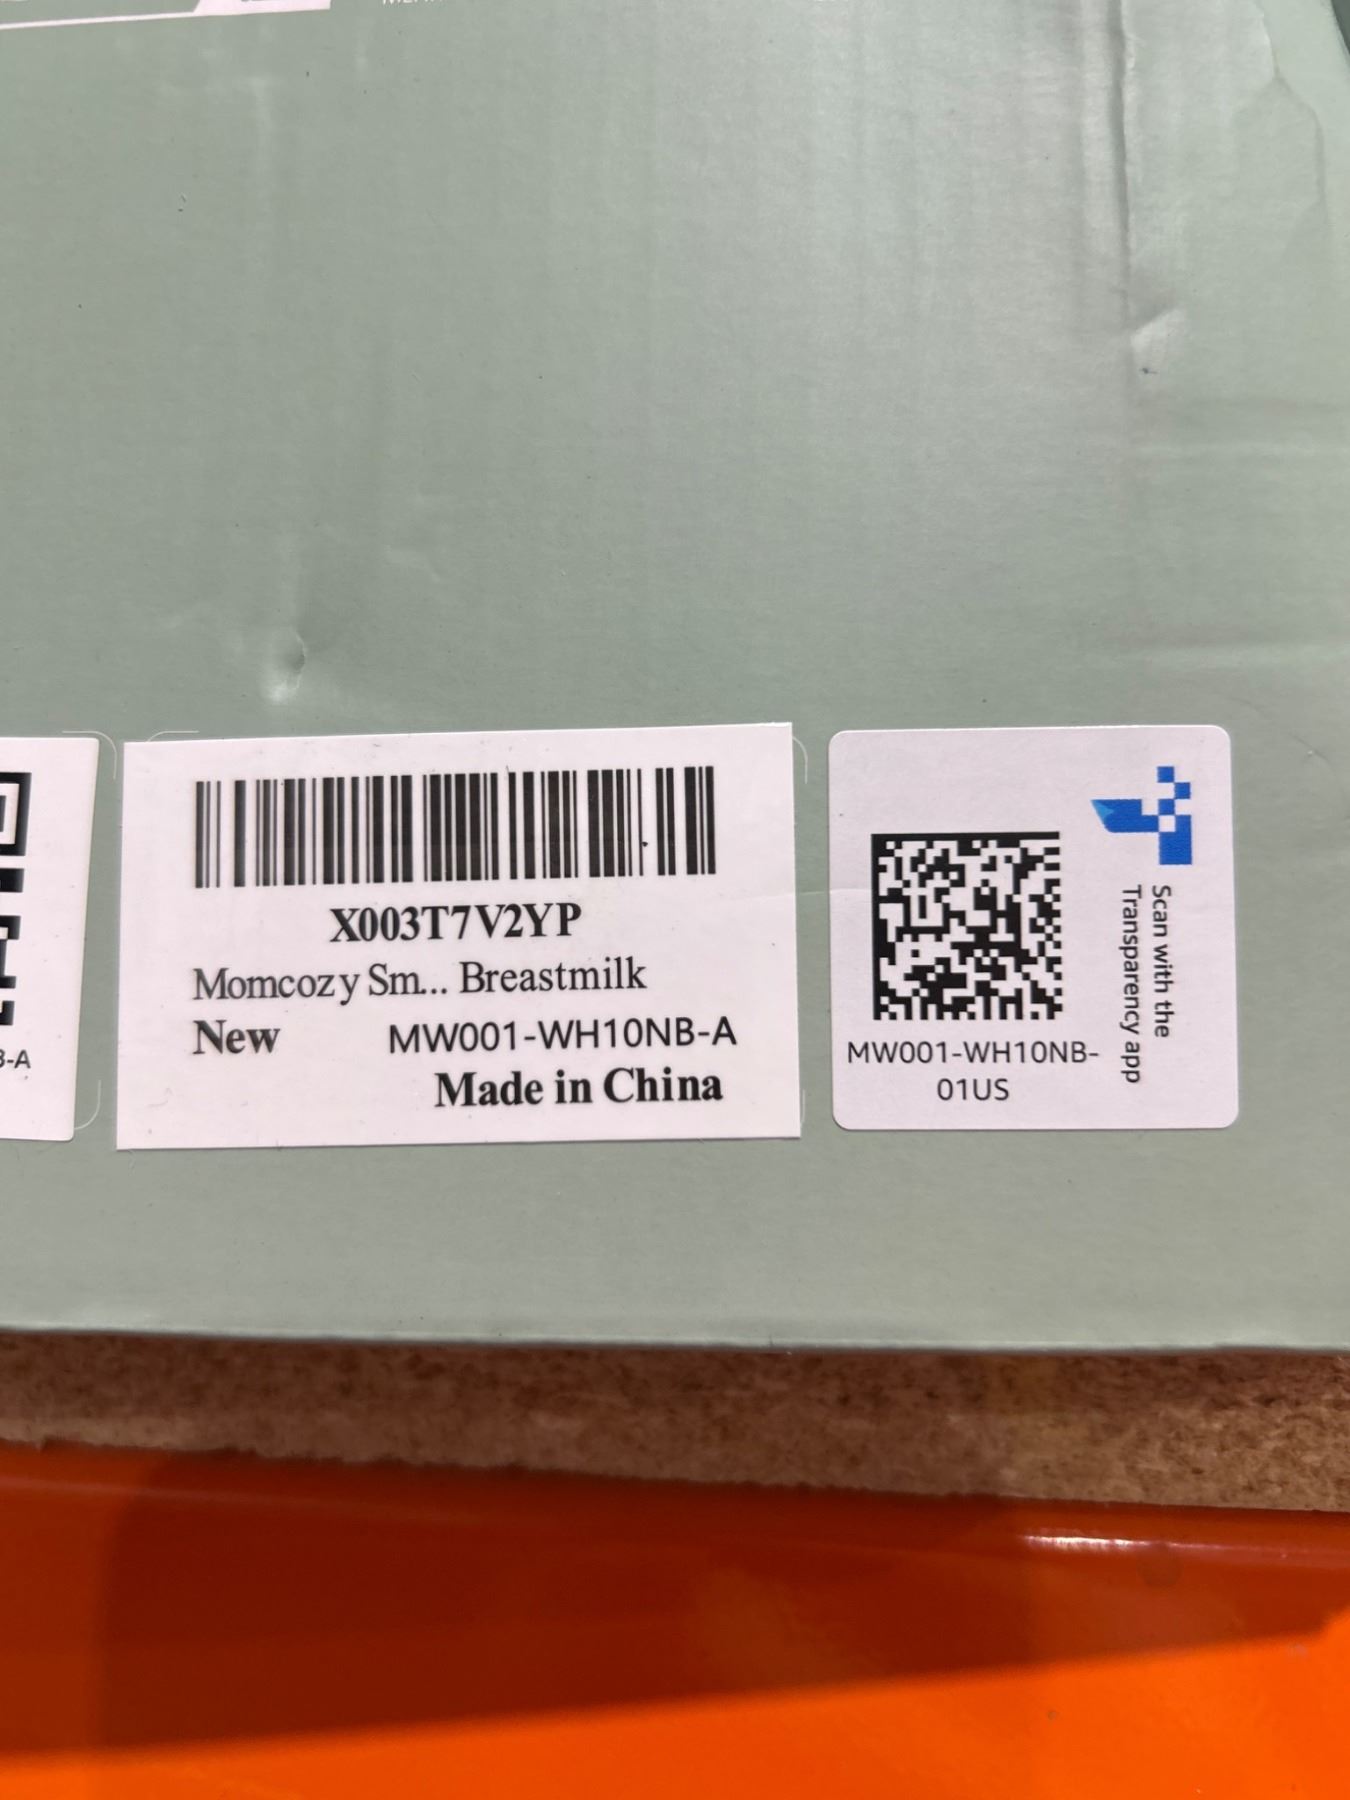 X003T7V2YP
Momcozy Sm... Breastmilk
New MW001-WH10NB-A
Made in China
Scan with the
Transparency app
MW001-WH10NB-
01US
B-A